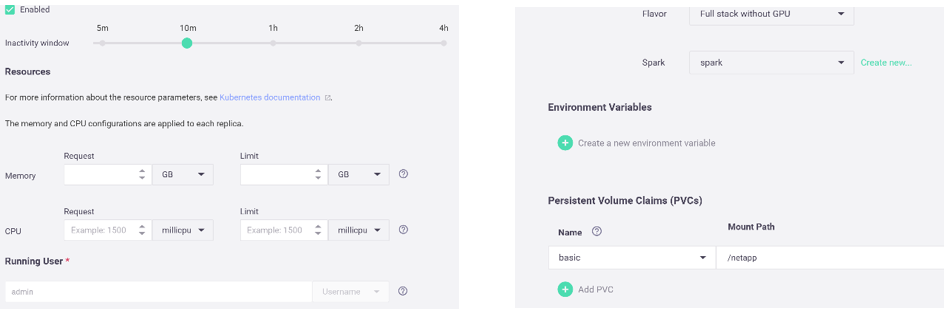 Enabled
5m 10m 1h 2h 4h
Inactivity window
Resources
For more information about the resource parameters, see Kubernetes documentation .
The memory and CPU configurations are applied to each replica.
Request Limit
Memory GB GB
Request Limit
CPU Example: 1500 millicpu Example: 1500 millicpu
Running User *
admin Username
Flavor Full stack without GPU
Spark spark Create new...
Environment Variables
Create a new environment variable
Persistent Volume Claims (PVCs)
Name Mount Path
basic /netapp
Add PVC